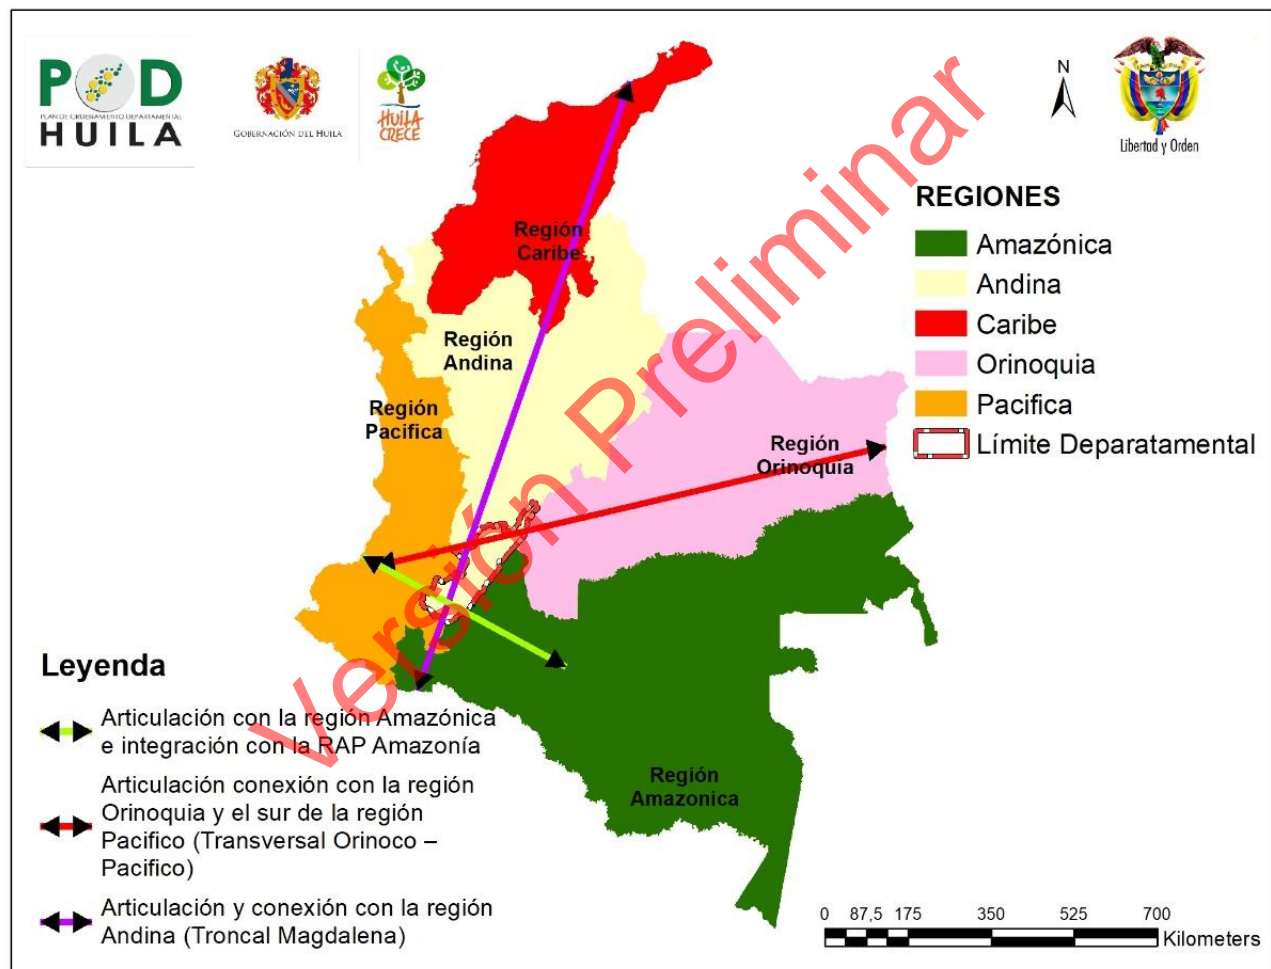 POD
PLAN DE ORDENAMIENTO DEPARTAMENTAL
HUILA
GOBERNACIÓN DEL HUILA
HUILA
CRECE
N
Libertad y Orden
REGIONES
Amazónica
Andina
Caribe
Orinoquia
Pacifica
Límite Deparatamental
Región
Caribe
Región
Andina
Región
Pacifica
Región
Orinoquia
Región
Amazonica
Versión Preliminar
Leyenda
Articulación con la región Amazónica
e integración con la RAP Amazonía
Articulación conexión con la región
Orinoquia y el sur de la región
Pacifico (Transversal Orinoco –
Pacifico)
Articulación y conexión con la región
Andina (Troncal Magdalena)
0 87,5 175 350 525 700
Kilometers